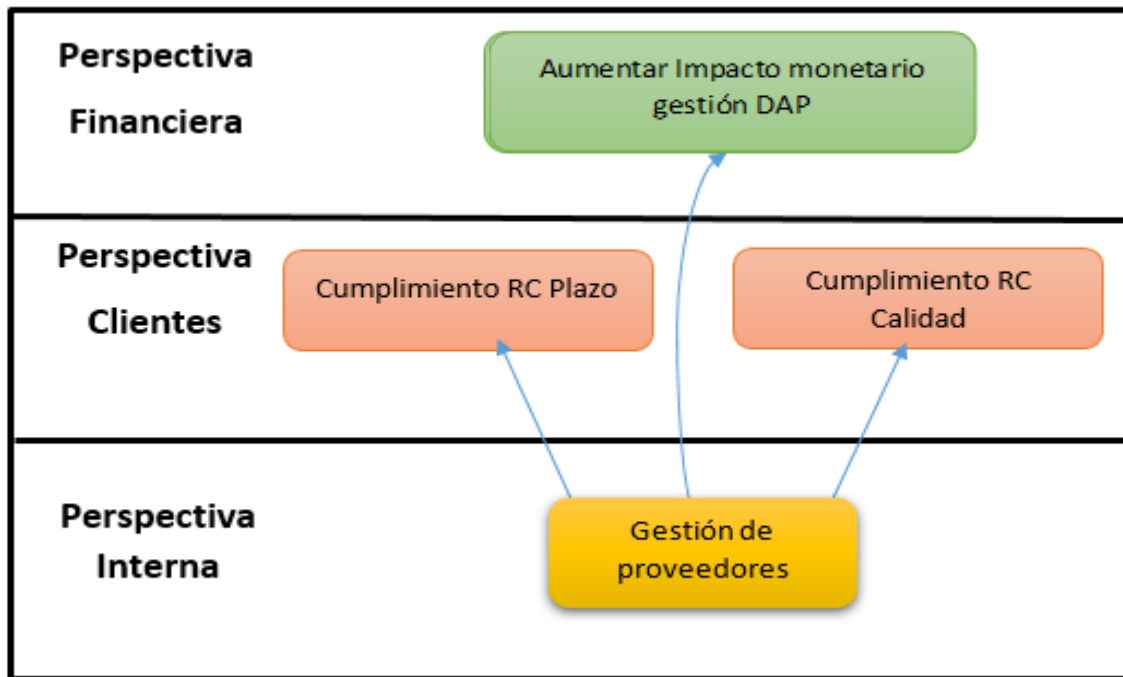 Perspectiva
Financiera
Aumentar Impacto monetario
gestión DAP
Perspectiva
Clientes
Cumplimiento RC Plazo
Cumplimiento RC
Calidad
Perspectiva
Interna
Gestión de
proveedores